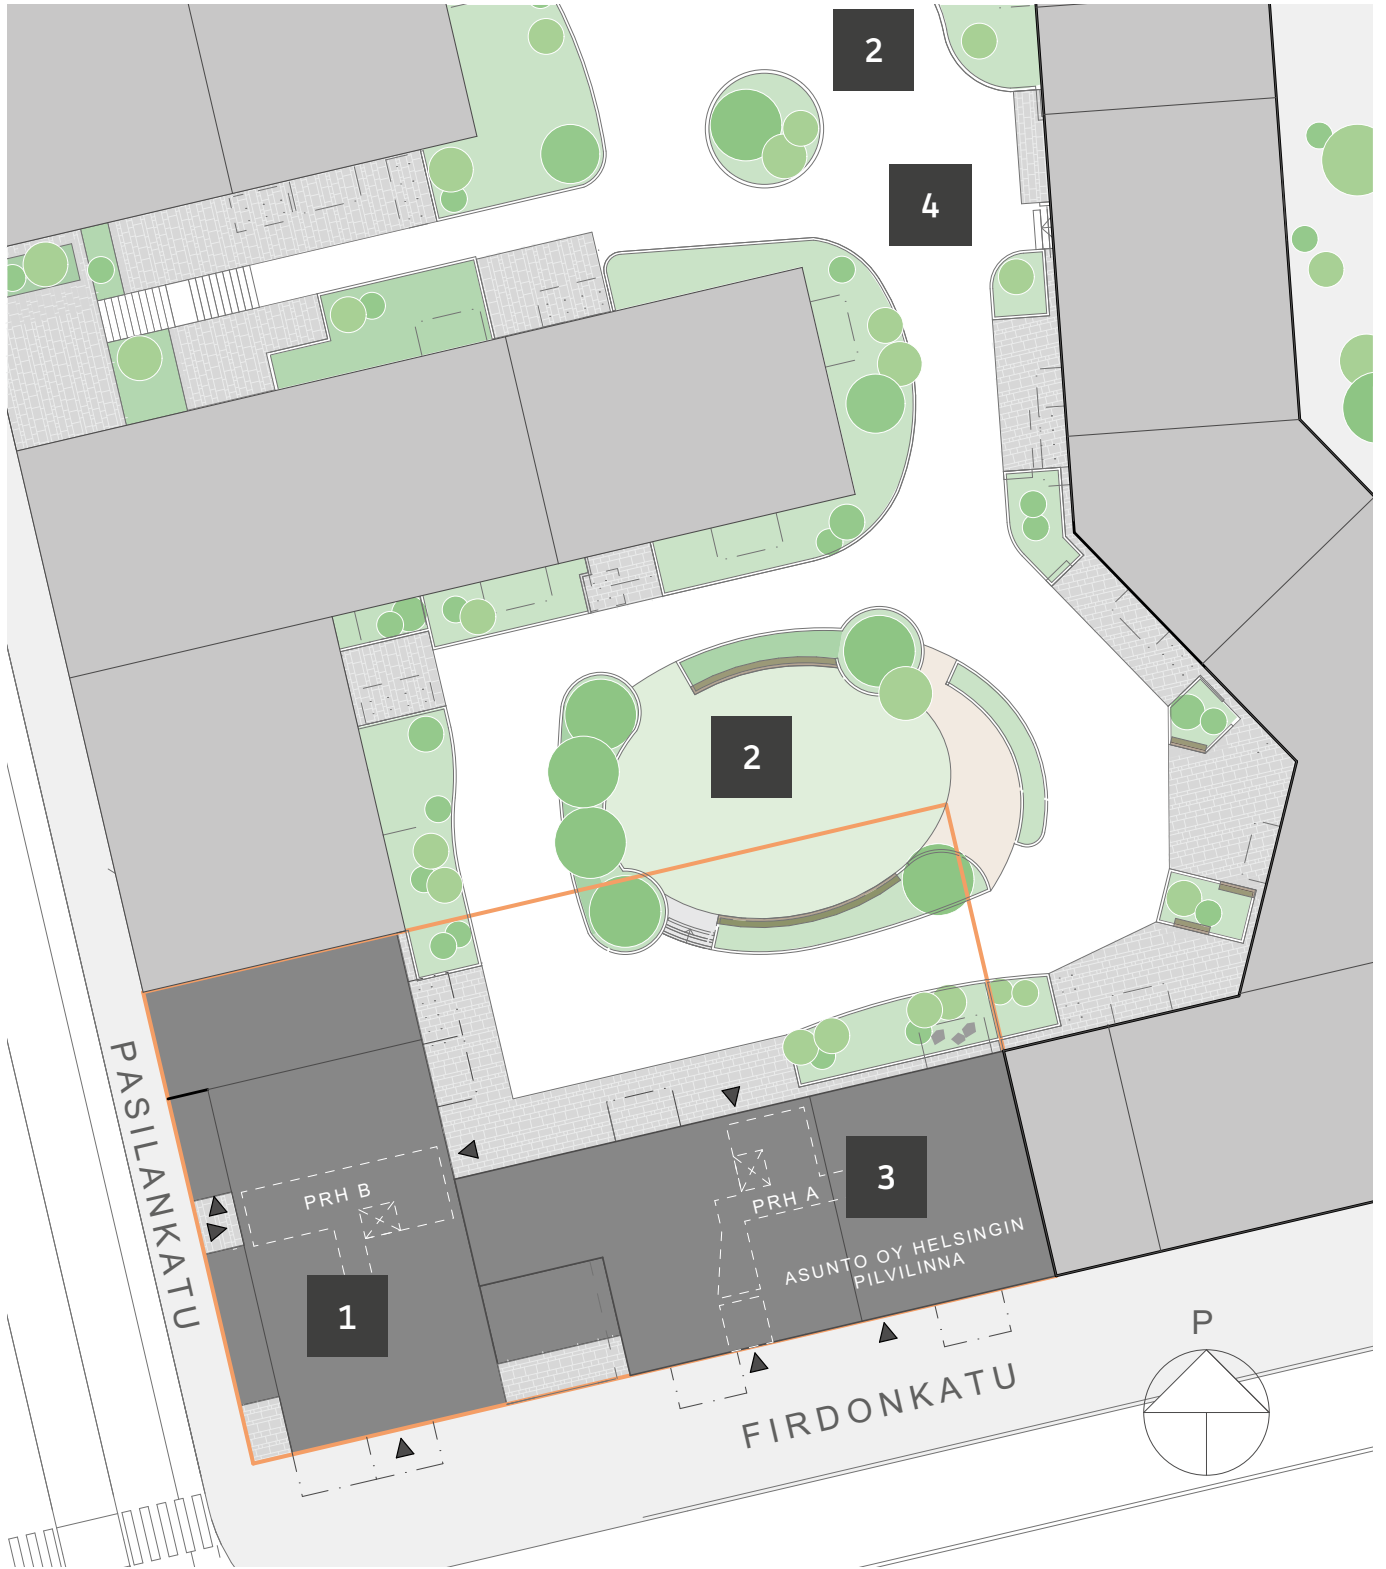 2
4
2
PASILANKATU
PRH B
PRH A
3
ASUNTO OY HELSINGIN
PILVILINNA
1
P
FIRDONKATU